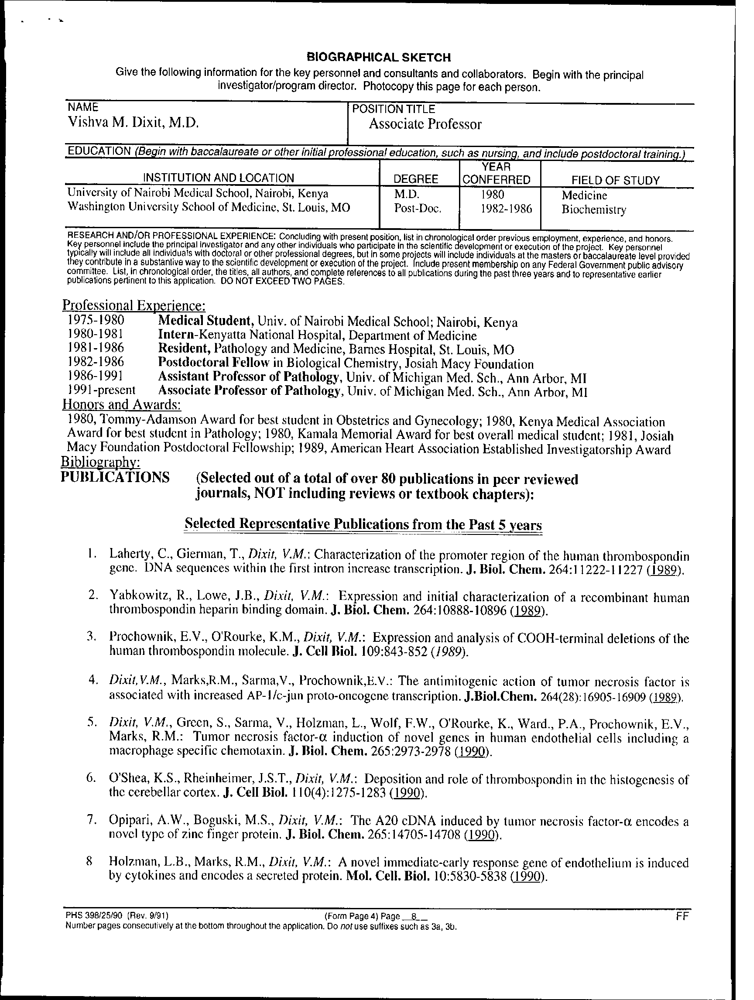 BIOGRAPHICAL SKETCH
Give the following information for the key personnel and consultants and collaborators. Begin with the principal
investigator/program director. Photocopy this page for each person.
NAME
Vishva M. Dixit, M.D.
POSITION TITLE
Associate Professor
EDUCATION (Begin with baccalaureate or other initial professional education, such as nursing, and include postdoctoral training.)
INSTITUTION AND LOCATION DEGREE YEAR CONFERRED FIELD OF STUDY
University of Nairobi Medical School, Nairobi, Kenya M.D. 1980 Medicine
Washington University School of Medicine, St. Louis, MO Post-Doc. 1982-1986 Biochemistry
RESEARCH AND/OR PROFESSIONAL EXPERIENCE: Concluding with present position, list in chronological order previous employment, experience, and honors.
Key personnel include the principal investigator and any other individuals who participate in the scientific development or execution of the project. Key personnel
typically will include all individuals with doctoral or other professional degrees, but in some projects will include individuals at the masters or baccalaureate level provided
they contribute in a substantive way to the scientific development or execution of the project. Include present membership on any Federal Government public advisory
committee. List, in chronological order, the titles, all authors, and complete references to all publications during the past three years and to representative earlier
publications pertinent to this application. DO NOT EXCEED TWO PAGES.
Professional Experience:
1975-1980 Medical Student, Univ. of Nairobi Medical School; Nairobi, Kenya
1980-1981 Intern-Kenyatta National Hospital, Department of Medicine
1981-1986 Resident, Pathology and Medicine, Barnes Hospital, St. Louis, MO
1982-1986 Postdoctoral Fellow in Biological Chemistry, Josiah Macy Foundation
1986-1991 Assistant Professor of Pathology, Univ. of Michigan Med. Sch., Ann Arbor, MI
1991-present Associate Professor of Pathology, Univ. of Michigan Med. Sch., Ann Arbor, MI
Honors and Awards:
1980, Tommy-Adamson Award for best student in Obstetrics and Gynecology; 1980, Kenya Medical Association
Award for best student in Pathology; 1980, Kamala Memorial Award for best overall medical student; 1981, Josiah
Macy Foundation Postdoctoral Fellowship; 1989, American Heart Association Established Investigatorship Award
Bibliography:
PUBLICATIONS (Selected out of a total of over 80 publications in peer reviewed
journals, NOT including reviews or textbook chapters):
Selected Representative Publications from the Past 5 years
1. Laherty, C., Gierman, T., Dixit, V.M.: Characterization of the promoter region of the human thrombospondin
gene. DNA sequences within the first intron increase transcription. J. Biol. Chem. 264:11222-11227 (1989).
2. Yabkowitz, R., Lowe, J.B., Dixit, V.M.: Expression and initial characterization of a recombinant human
thrombospondin heparin binding domain. J. Biol. Chem. 264:10888-10896 (1989).
3. Prochownik, E.V., O'Rourke, K.M., Dixit, V.M.: Expression and analysis of COOH-terminal deletions of the
human thrombospondin molecule. J. Cell Biol. 109:843-852 (1989).
4. Dixit, V.M., Marks,R.M., Sarma,V., Prochownik,E.V.: The antimitogenic action of tumor necrosis factor is
associated with increased AP-1/c-jun proto-oncogene transcription. J.Biol.Chem. 264(28):16905-16909 (1989).
5. Dixit, V.M., Green, S., Sarma, V., Holzman, L., Wolf, F.W., O'Rourke, K., Ward., P.A., Prochownik, E.V.,
Marks, R.M.: Tumor necrosis factor-α induction of novel genes in human endothelial cells including a
macrophage specific chemotaxin. J. Biol. Chem. 265:2973-2978 (1990).
6. O'Shea, K.S., Rheinheimer, J.S.T., Dixit, V.M.: Deposition and role of thrombospondin in the histogenesis of
the cerebellar cortex. J. Cell Biol. 110(4):1275-1283 (1990).
7. Opipari, A.W., Boguski, M.S., Dixit, V.M.: The A20 cDNA induced by tumor necrosis factor-α encodes a
novel type of zinc finger protein. J. Biol. Chem. 265:14705-14708 (1990).
8 Holzman, L.B., Marks, R.M., Dixit, V.M.: A novel immediate-early response gene of endothelium is induced
by cytokines and encodes a secreted protein. Mol. Cell. Biol. 10:5830-5838 (1990).
PHS 398/25/90 (Rev. 9/91) (Form Page 4) Page 8 FF
Number pages consecutively at the bottom throughout the application. Do not use suffixes such as 3a, 3b.